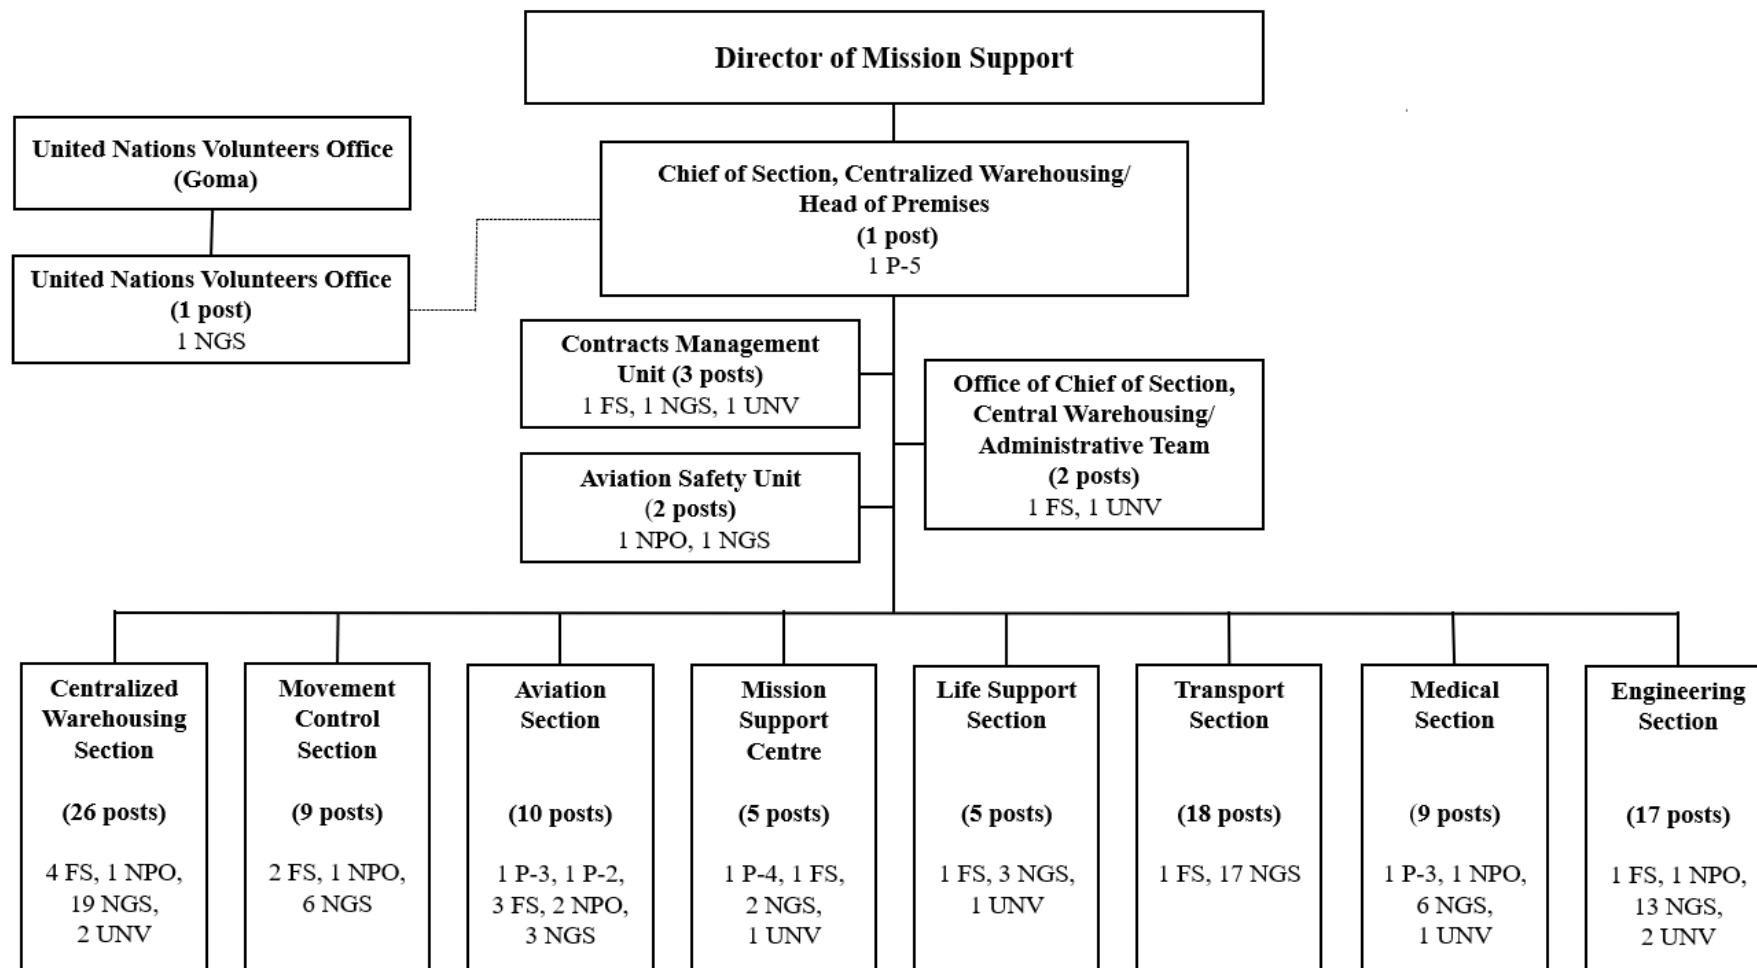 Director of Mission Support
United Nations Volunteers Office
(Goma)
Chief of Section, Centralized Warehousing/
Head of Premises
(1 post)
1 P-5
United Nations Volunteers Office
(1 post)
1 NGS
Contracts Management
Unit (3 posts)
1 FS, 1 NGS, 1 UNV
Office of Chief of Section,
Central Warehousing/
Administrative Team
(2 posts)
1 FS, 1 UNV
Aviation Safety Unit
(2 posts)
1 NPO, 1 NGS
Centralized
Warehousing
Section
(26 posts)
4 FS, 1 NPO,
19 NGS,
2 UNV
Movement
Control
Section
(9 posts)
2 FS, 1 NPO,
6 NGS
Aviation
Section
(10 posts)
1 P-3, 1 P-2,
3 FS, 2 NPO,
3 NGS
Mission
Support
Centre
(5 posts)
1 P-4, 1 FS,
2 NGS,
1 UNV
Life Support
Section
(5 posts)
1 FS, 3 NGS,
1 UNV
Transport
Section
(18 posts)
1 FS, 17 NGS
Medical
Section
(9 posts)
1 P-3, 1 NPO,
6 NGS,
1 UNV
Engineering
Section
(17 posts)
1 FS, 1 NPO,
13 NGS,
2 UNV